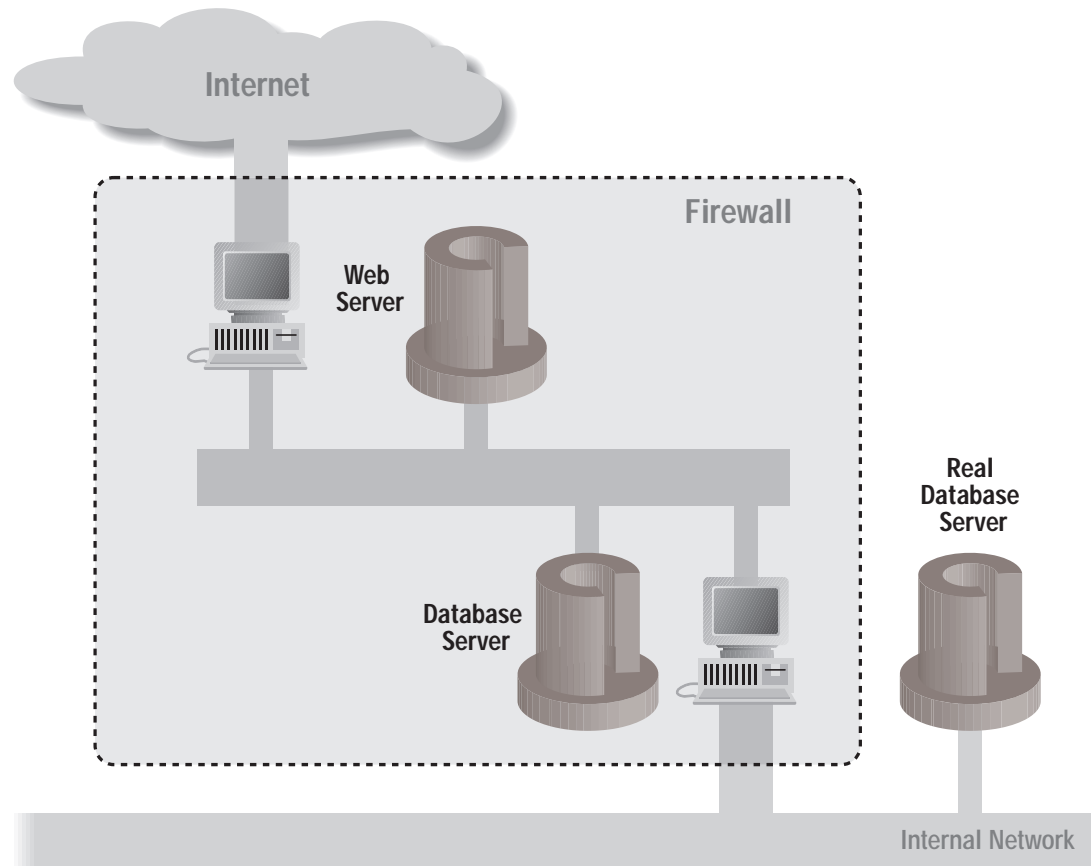 Internet
Firewall
Web
Server
Real
Database
Server
Database
Server
Internal Network